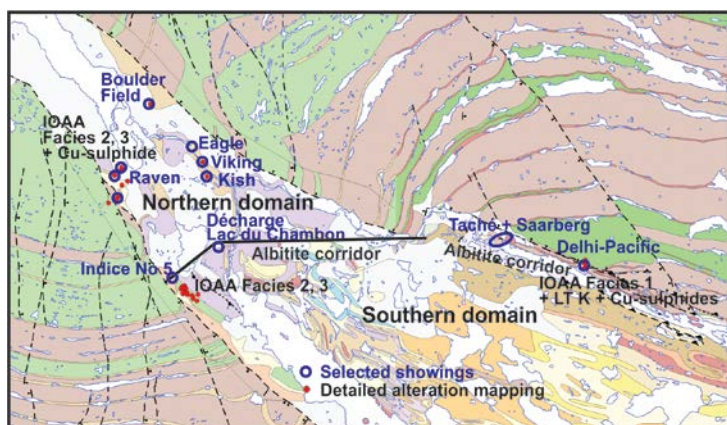 Boulder
Field
IOAA
Facies 2, 3
+ Cu-sulphide
Eagle
Viking
Raven
Kish
Northern domain
Décharge
Lac du Chambon
Taché + Saarberg
Albitite corridor
Albitite corridor
Delhi-Pacific
Indice No 5
IOAA Facies 2, 3
IOAA Facies 1
+ LT K + Cu-sulphides
Southern domain
Selected showings
Detailed alteration mapping